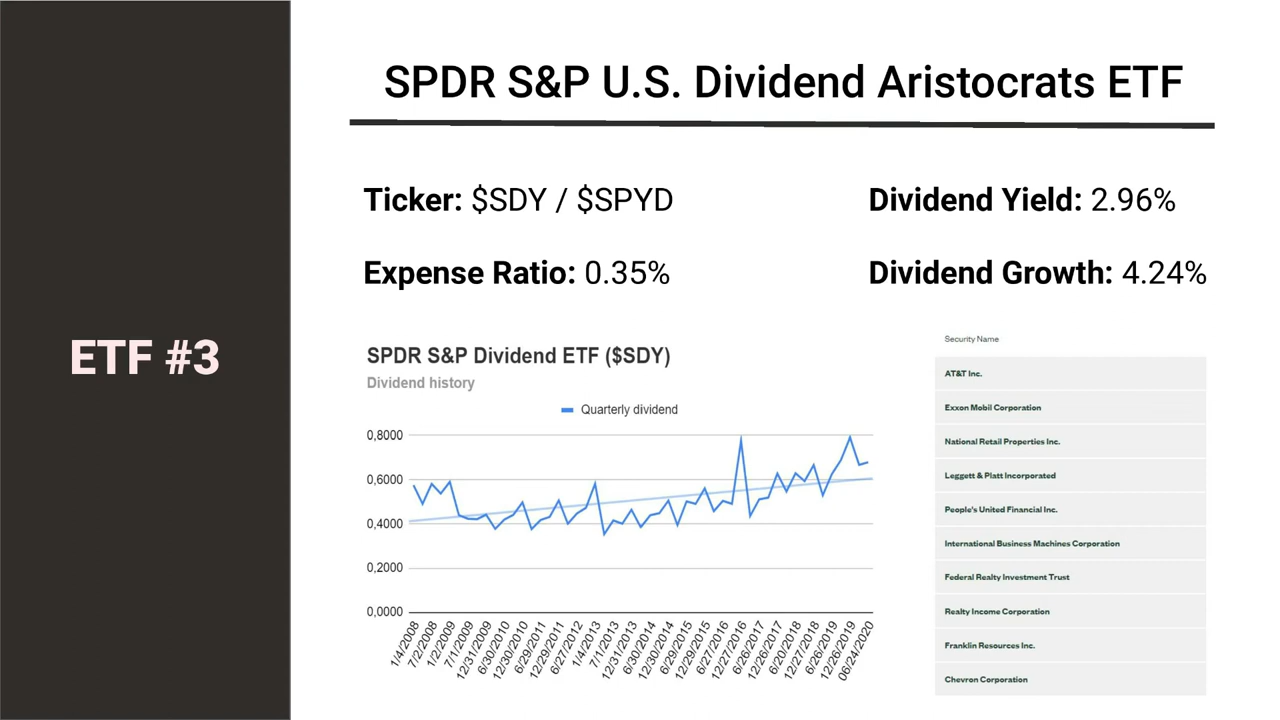 SPDR S&P U.S. Dividend Aristocrats ETF
Ticker: $SDY / $SPYD
Dividend Yield: 2.96%
Expense Ratio: 0.35%
Dividend Growth: 4.24%
ETF #3
SPDR S&P Dividend ETF ($SDY)
Dividend history
Quarterly dividend
0,8000
0,6000
0,4000
0,2000
0,0000
1/4/2008
7/2/2008
1/2/2009
7/1/2009
12/31/2009
6/30/2010
12/30/2010
6/29/2011
12/29/2011
6/27/2012
1/4/2013
7/1/2013
12/31/2013
6/30/2014
12/30/2014
6/29/2015
12/29/2015
6/27/2016
12/27/2016
6/26/2017
12/26/2017
6/20/2018
12/27/2018
6/26/2019
12/26/2019
06/24/2020
Security Name
AT&T Inc.
Exxon Mobil Corporation
National Retail Properties Inc.
Leggett & Platt Incorporated
People's United Financial Inc.
International Business Machines Corporation
Federal Realty Investment Trust
Realty Income Corporation
Franklin Resources Inc.
Chevron Corporation